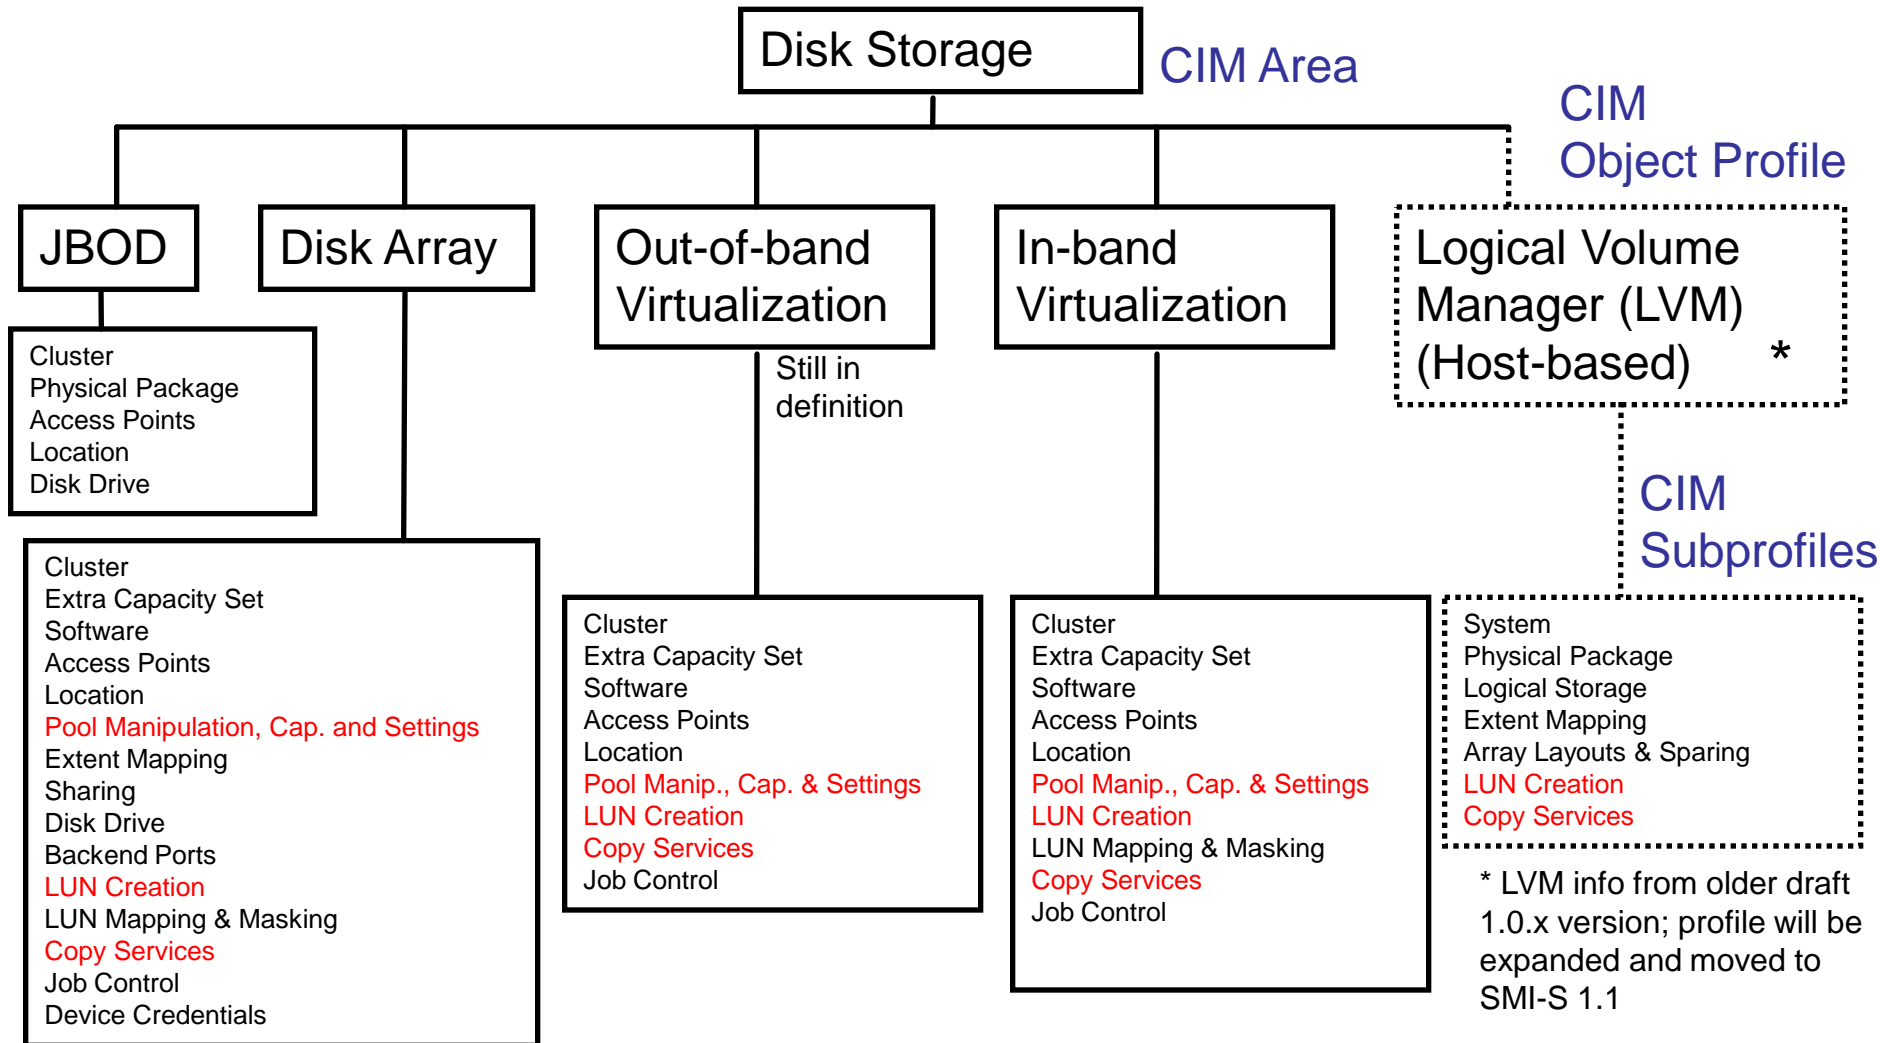 Disk Storage
CIM Area
CIM
Object Profile
JBOD
Disk Array
Out-of-band
Virtualization
In-band
Virtualization
Logical Volume
Manager (LVM)
(Host-based) *
Still in
definition
Cluster
Physical Package
Access Points
Location
Disk Drive
CIM
Subprofiles
Cluster
Extra Capacity Set
Software
Access Points
Location
Pool Manipulation, Cap. and Settings
Extent Mapping
Sharing
Disk Drive
Backend Ports
LUN Creation
LUN Mapping & Masking
Copy Services
Job Control
Device Credentials
Cluster
Extra Capacity Set
Software
Access Points
Location
Pool Manip., Cap. & Settings
LUN Creation
Copy Services
Job Control
Cluster
Extra Capacity Set
Software
Access Points
Location
Pool Manip., Cap. & Settings
LUN Creation
LUN Mapping & Masking
Copy Services
Job Control
System
Physical Package
Logical Storage
Extent Mapping
Array Layouts & Sparing
LUN Creation
Copy Services
* LVM info from older draft
1.0.x version; profile will be
expanded and moved to
SMI-S 1.1